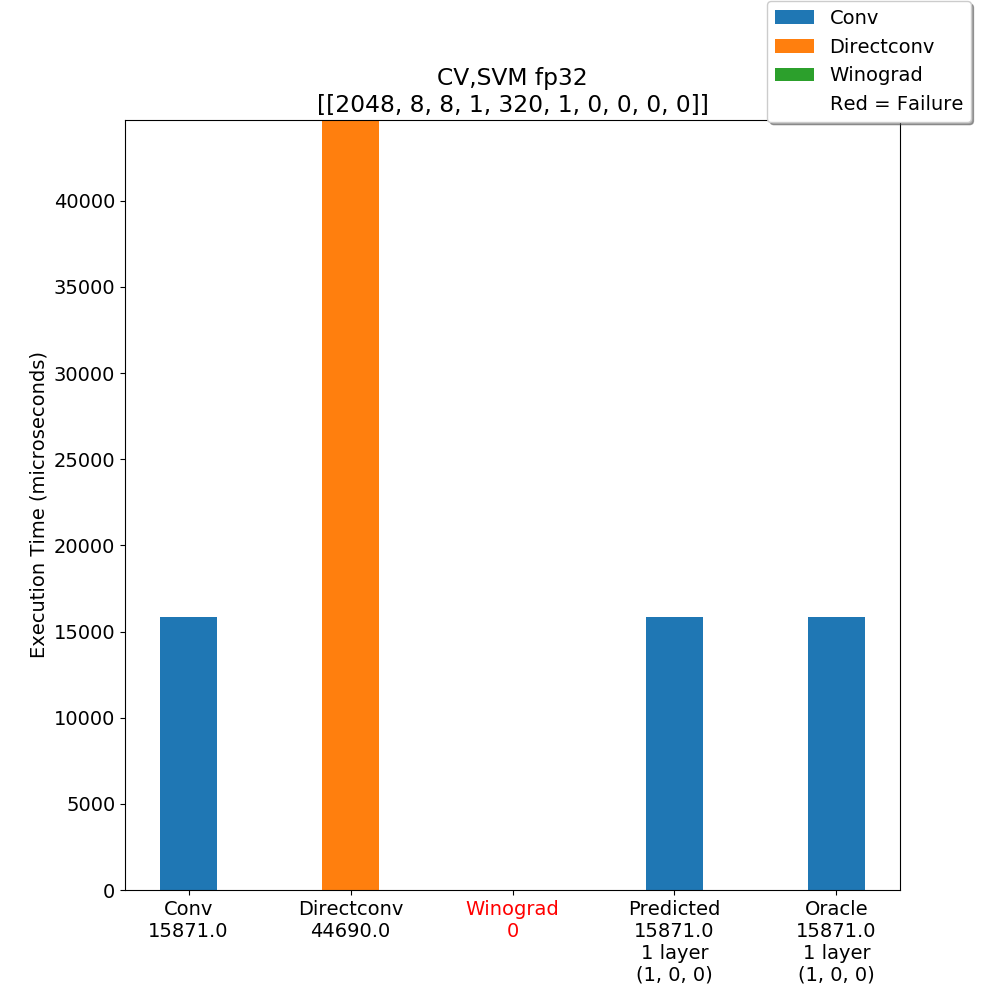 Conv
Directconv
Winograd
Red = Failure
CV,SVM fp32
[[2048, 8, 8, 1, 320, 1, 0, 0, 0, 0]]
Execution Time (microseconds)
40000
35000
30000
25000
20000
15000
10000
5000
0
Conv
15871.0
Directconv
44690.0
Winograd
0
Predicted
15871.0
1 layer
(1, 0, 0)
Oracle
15871.0
1 layer
(1, 0, 0)